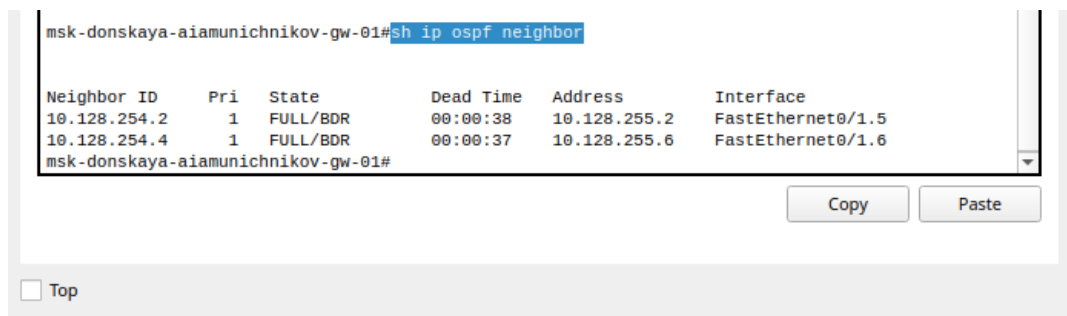 msk-donskaya-aiamunichnikov-gw-01#sh ip ospf neighbor
Neighbor ID Pri State Dead Time Address Interface
10.128.254.2 1 FULL/BDR 00:00:38 10.128.255.2 FastEthernet0/1.5
10.128.254.4 1 FULL/BDR 00:00:37 10.128.255.6 FastEthernet0/1.6
msk-donskaya-aiamunichnikov-gw-01#
Copy Paste
Top